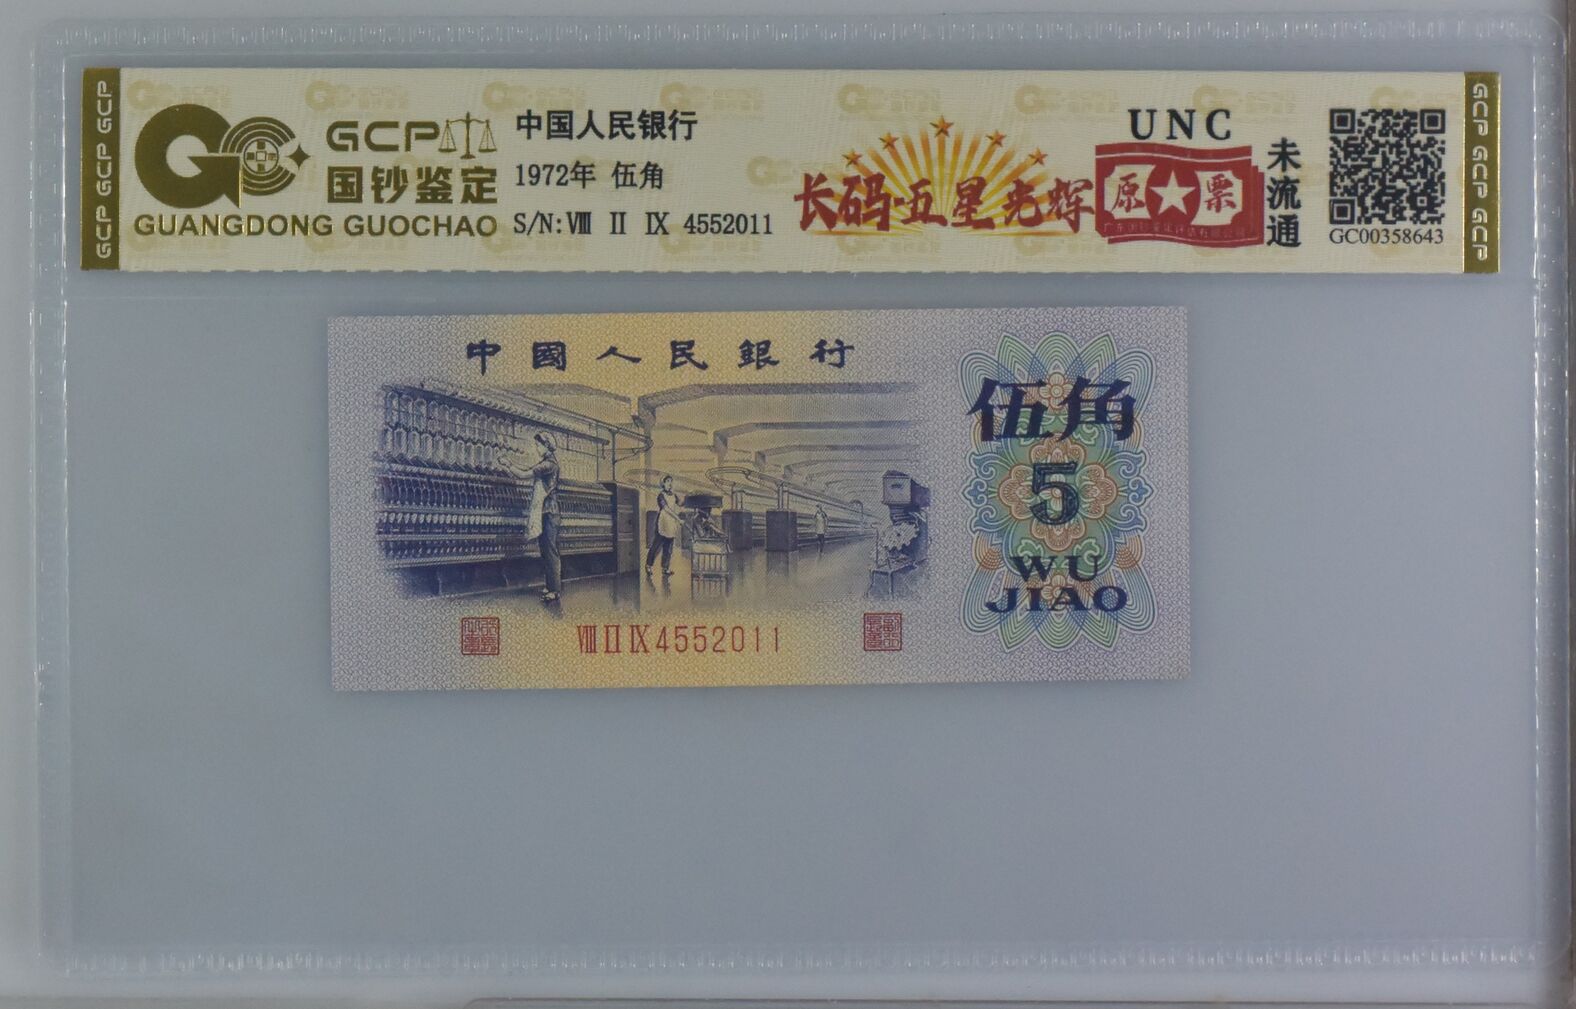 GCP GCP GCP
GCP
国钞鉴定
GUANGDONG GUOCHAO
中国人民银行
1972年 伍角
S/N:Ⅷ Ⅱ Ⅸ 4552011
长码·五星光辉
UNC
原★票
未流通
GC00358643
GCP GCP GCP
中國人民銀行
伍角
5
WU
JIAO
ⅧⅡⅨ4552011